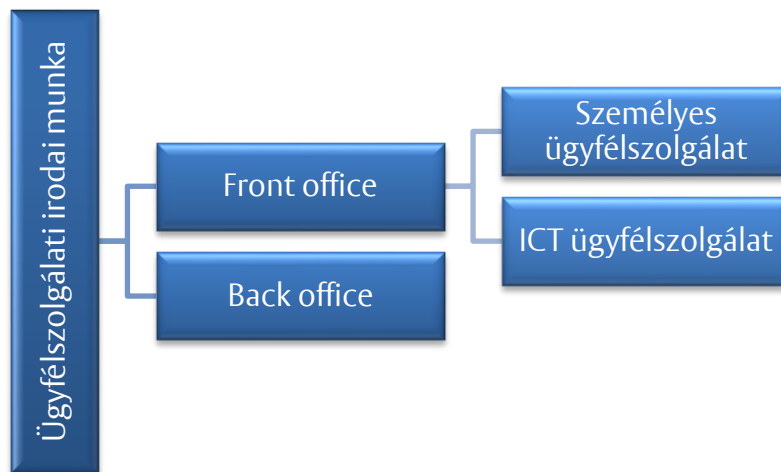 Ügyfélszolgálati irodai munka
Front office
Back office
Személyes
ügyfélszolgálat
ICT ügyfélszolgálat